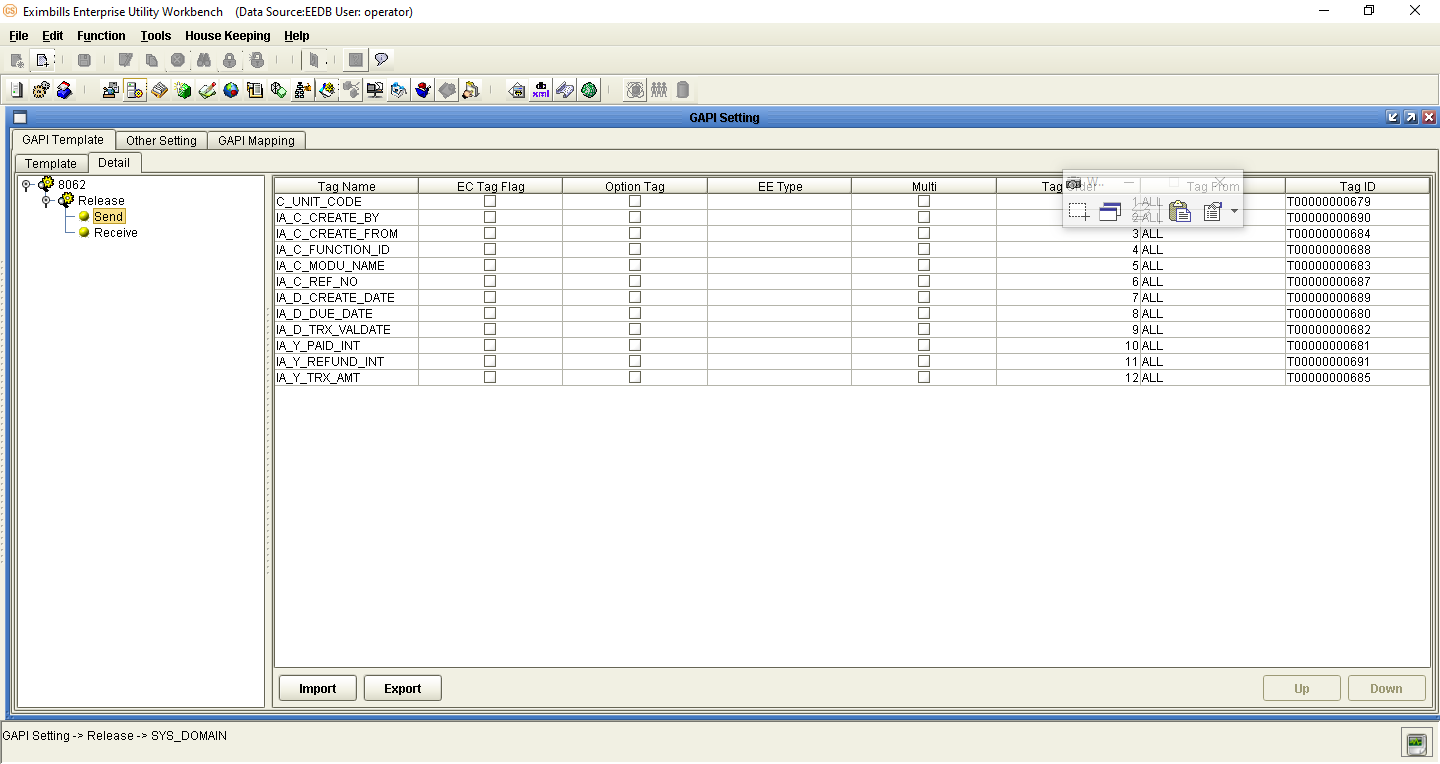 Eximbills Enterprise Utility Workbench (Data Source:EEDB User: operator)
File Edit Function Tools House Keeping Help
GAPI Setting
GAPI Template Other Setting GAPI Mapping
Template Detail
8062
Release
Send
Receive
Tag Name EC Tag Flag Option Tag EE Type Multi Tag Prom Tag ID
C_UNIT_CODE 1 ALL T00000000679
IA_C_CREATE_BY 2 ALL T00000000690
IA_C_CREATE_FROM 3 ALL T00000000684
IA_C_FUNCTION_ID 4 ALL T00000000688
IA_C_MODU_NAME 5 ALL T00000000683
IA_C_REF_NO 6 ALL T00000000687
IA_D_CREATE_DATE 7 ALL T00000000689
IA_D_DUE_DATE 8 ALL T00000000680
IA_D_TRX_VALDATE 9 ALL T00000000682
IA_Y_PAID_INT 10 ALL T00000000681
IA_Y_REFUND_INT 11 ALL T00000000691
IA_Y_TRX_AMT 12 ALL T00000000685
Import Export Up Down
GAPI Setting -> Release -> SYS_DOMAIN